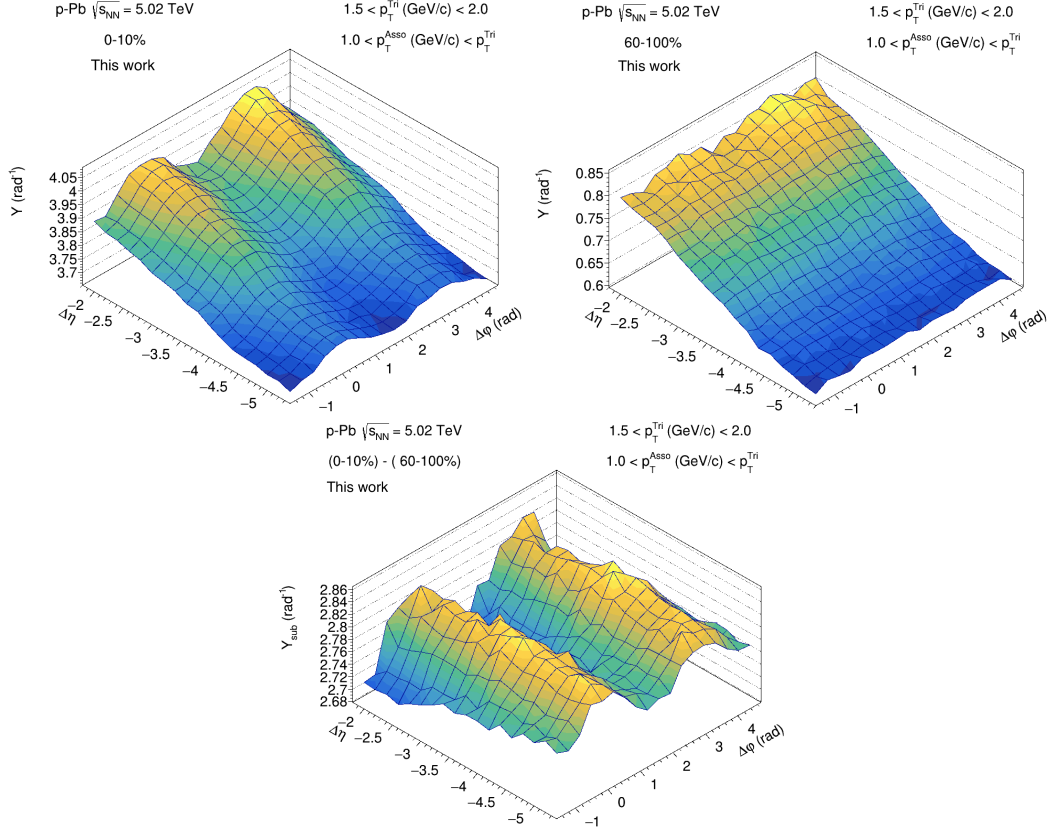 p-Pb √s_NN = 5.02 TeV
1.5 < p_T^Tri (GeV/c) < 2.0
0-10%
1.0 < p_T^Asso (GeV/c) < p_T^Tri
This work
Y (rad⁻¹)
4.05
4
3.95
3.9
3.85
3.8
3.75
3.7
−2
−2.5
−3
−3.5
−4
−4.5
−5
Δη
−1
0
1
2
3
4
Δφ (rad)
p-Pb √s_NN = 5.02 TeV
1.5 < p_T^Tri (GeV/c) < 2.0
60-100%
1.0 < p_T^Asso (GeV/c) < p_T^Tri
This work
Y (rad⁻¹)
0.85
0.8
0.75
0.7
0.65
0.6
−2
−2.5
−3
−3.5
−4
−4.5
−5
Δη
−1
0
1
2
3
4
Δφ (rad)
p-Pb √s_NN = 5.02 TeV
1.5 < p_T^Tri (GeV/c) < 2.0
(0-10%) - ( 60-100%)
1.0 < p_T^Asso (GeV/c) < p_T^Tri
This work
Y_sub (rad⁻¹)
2.86
2.84
2.82
2.8
2.78
2.76
2.74
2.72
2.7
2.68
−2
−2.5
−3
−3.5
−4
−4.5
−5
Δη
−1
0
1
2
3
4
Δφ (rad)